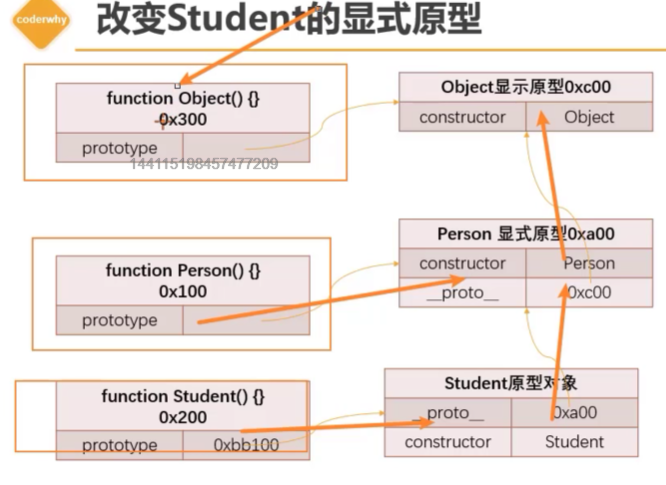 coderwhy
改变Student的显式原型
function Object() {}
0x300
prototype
144115198457477209
Object显示原型0xc00
constructor Object
function Person() {}
0x100
prototype
Person 显式原型0xa00
constructor Person
__proto__ 0xc00
function Student() {}
0x200
prototype 0xbb100
Student原型对象
__proto__ 0xa00
constructor Student